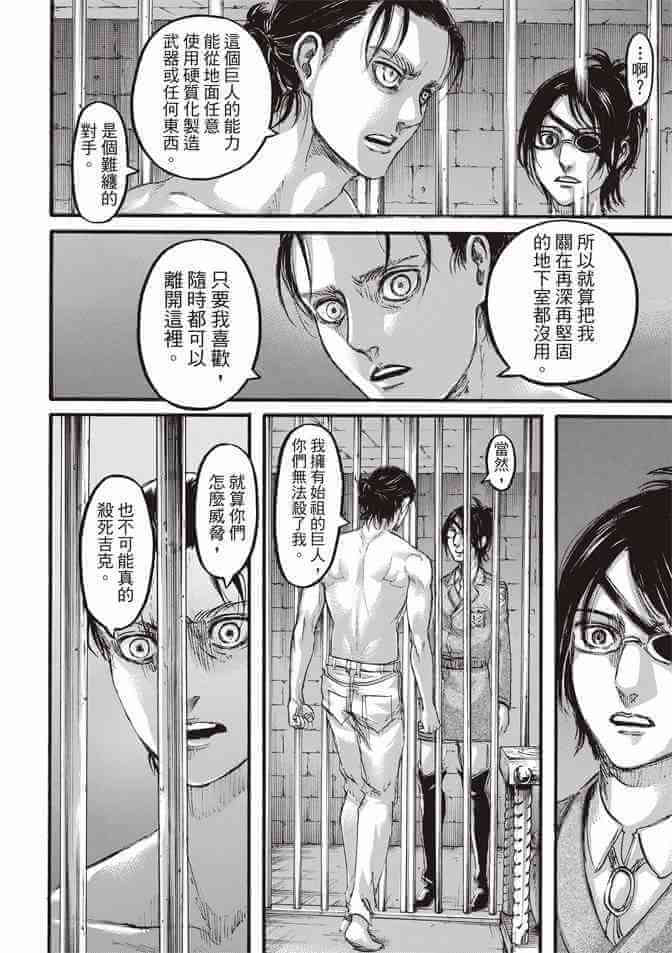 …啊?
這個巨人的能力
能從地面任意
使用硬質化製造
武器或任何東西。
是個難纏的
對手。
所以就算把我
關在再深再堅固
的地下室都沒用。
只要我喜歡，
隨時都可以
離開這裡。
當然，
我擁有始祖的巨人，
你們無法殺了我。
就算你們
怎麼威脅，
也不可能真的
殺死吉克。